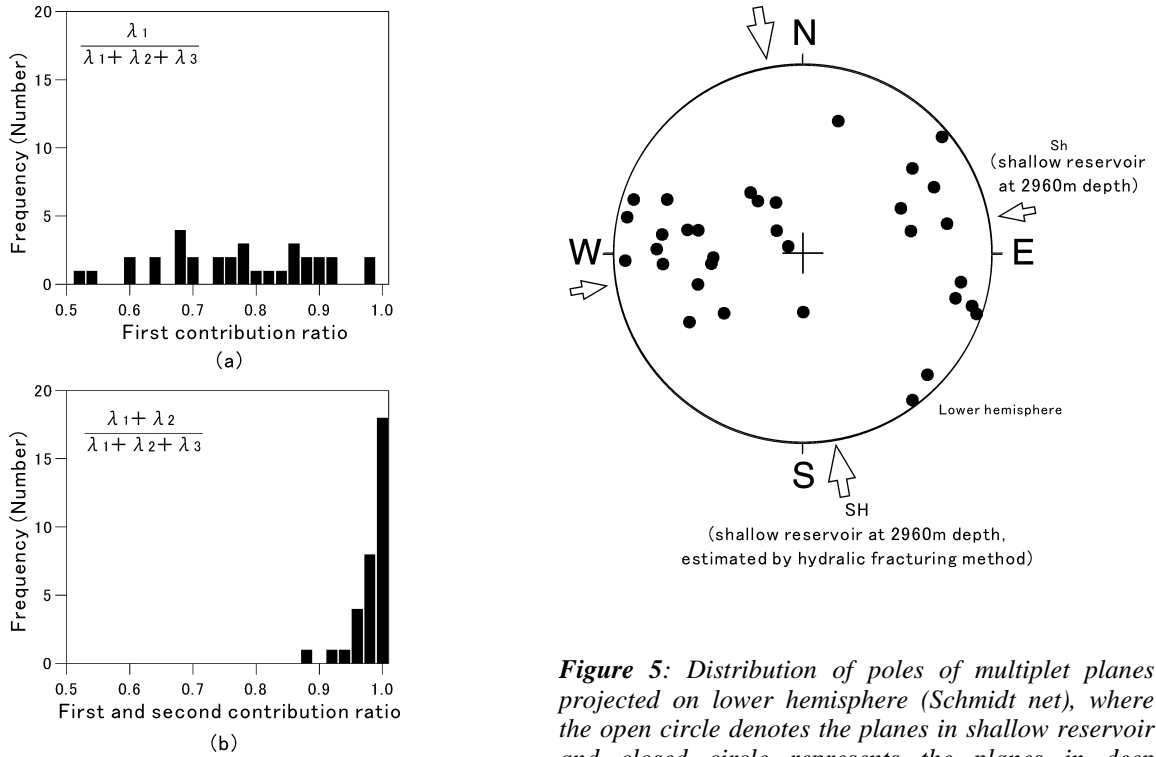 20
15
10
5
0
Frequency (Number)
λ1
λ1+ λ2+ λ3
0.5 0.6 0.7 0.8 0.9 1.0
First contribution ratio
(a)
20
15
10
5
0
Frequency (Number)
λ1+ λ2
λ1+ λ2+ λ3
0.5 0.6 0.7 0.8 0.9 1.0
First and second contribution ratio
(b)
N
Sh
(shallow reservoir
at 2960m depth)
W
E
Lower hemisphere
S
SH
(shallow reservoir at 2960m depth,
estimated by hydralic fracturing method)
Figure 5: Distribution of poles of multiplet planes
projected on lower hemisphere (Schmidt net), where
the open circle denotes the planes in shallow reservoir
and closed circle represents the planes in deep